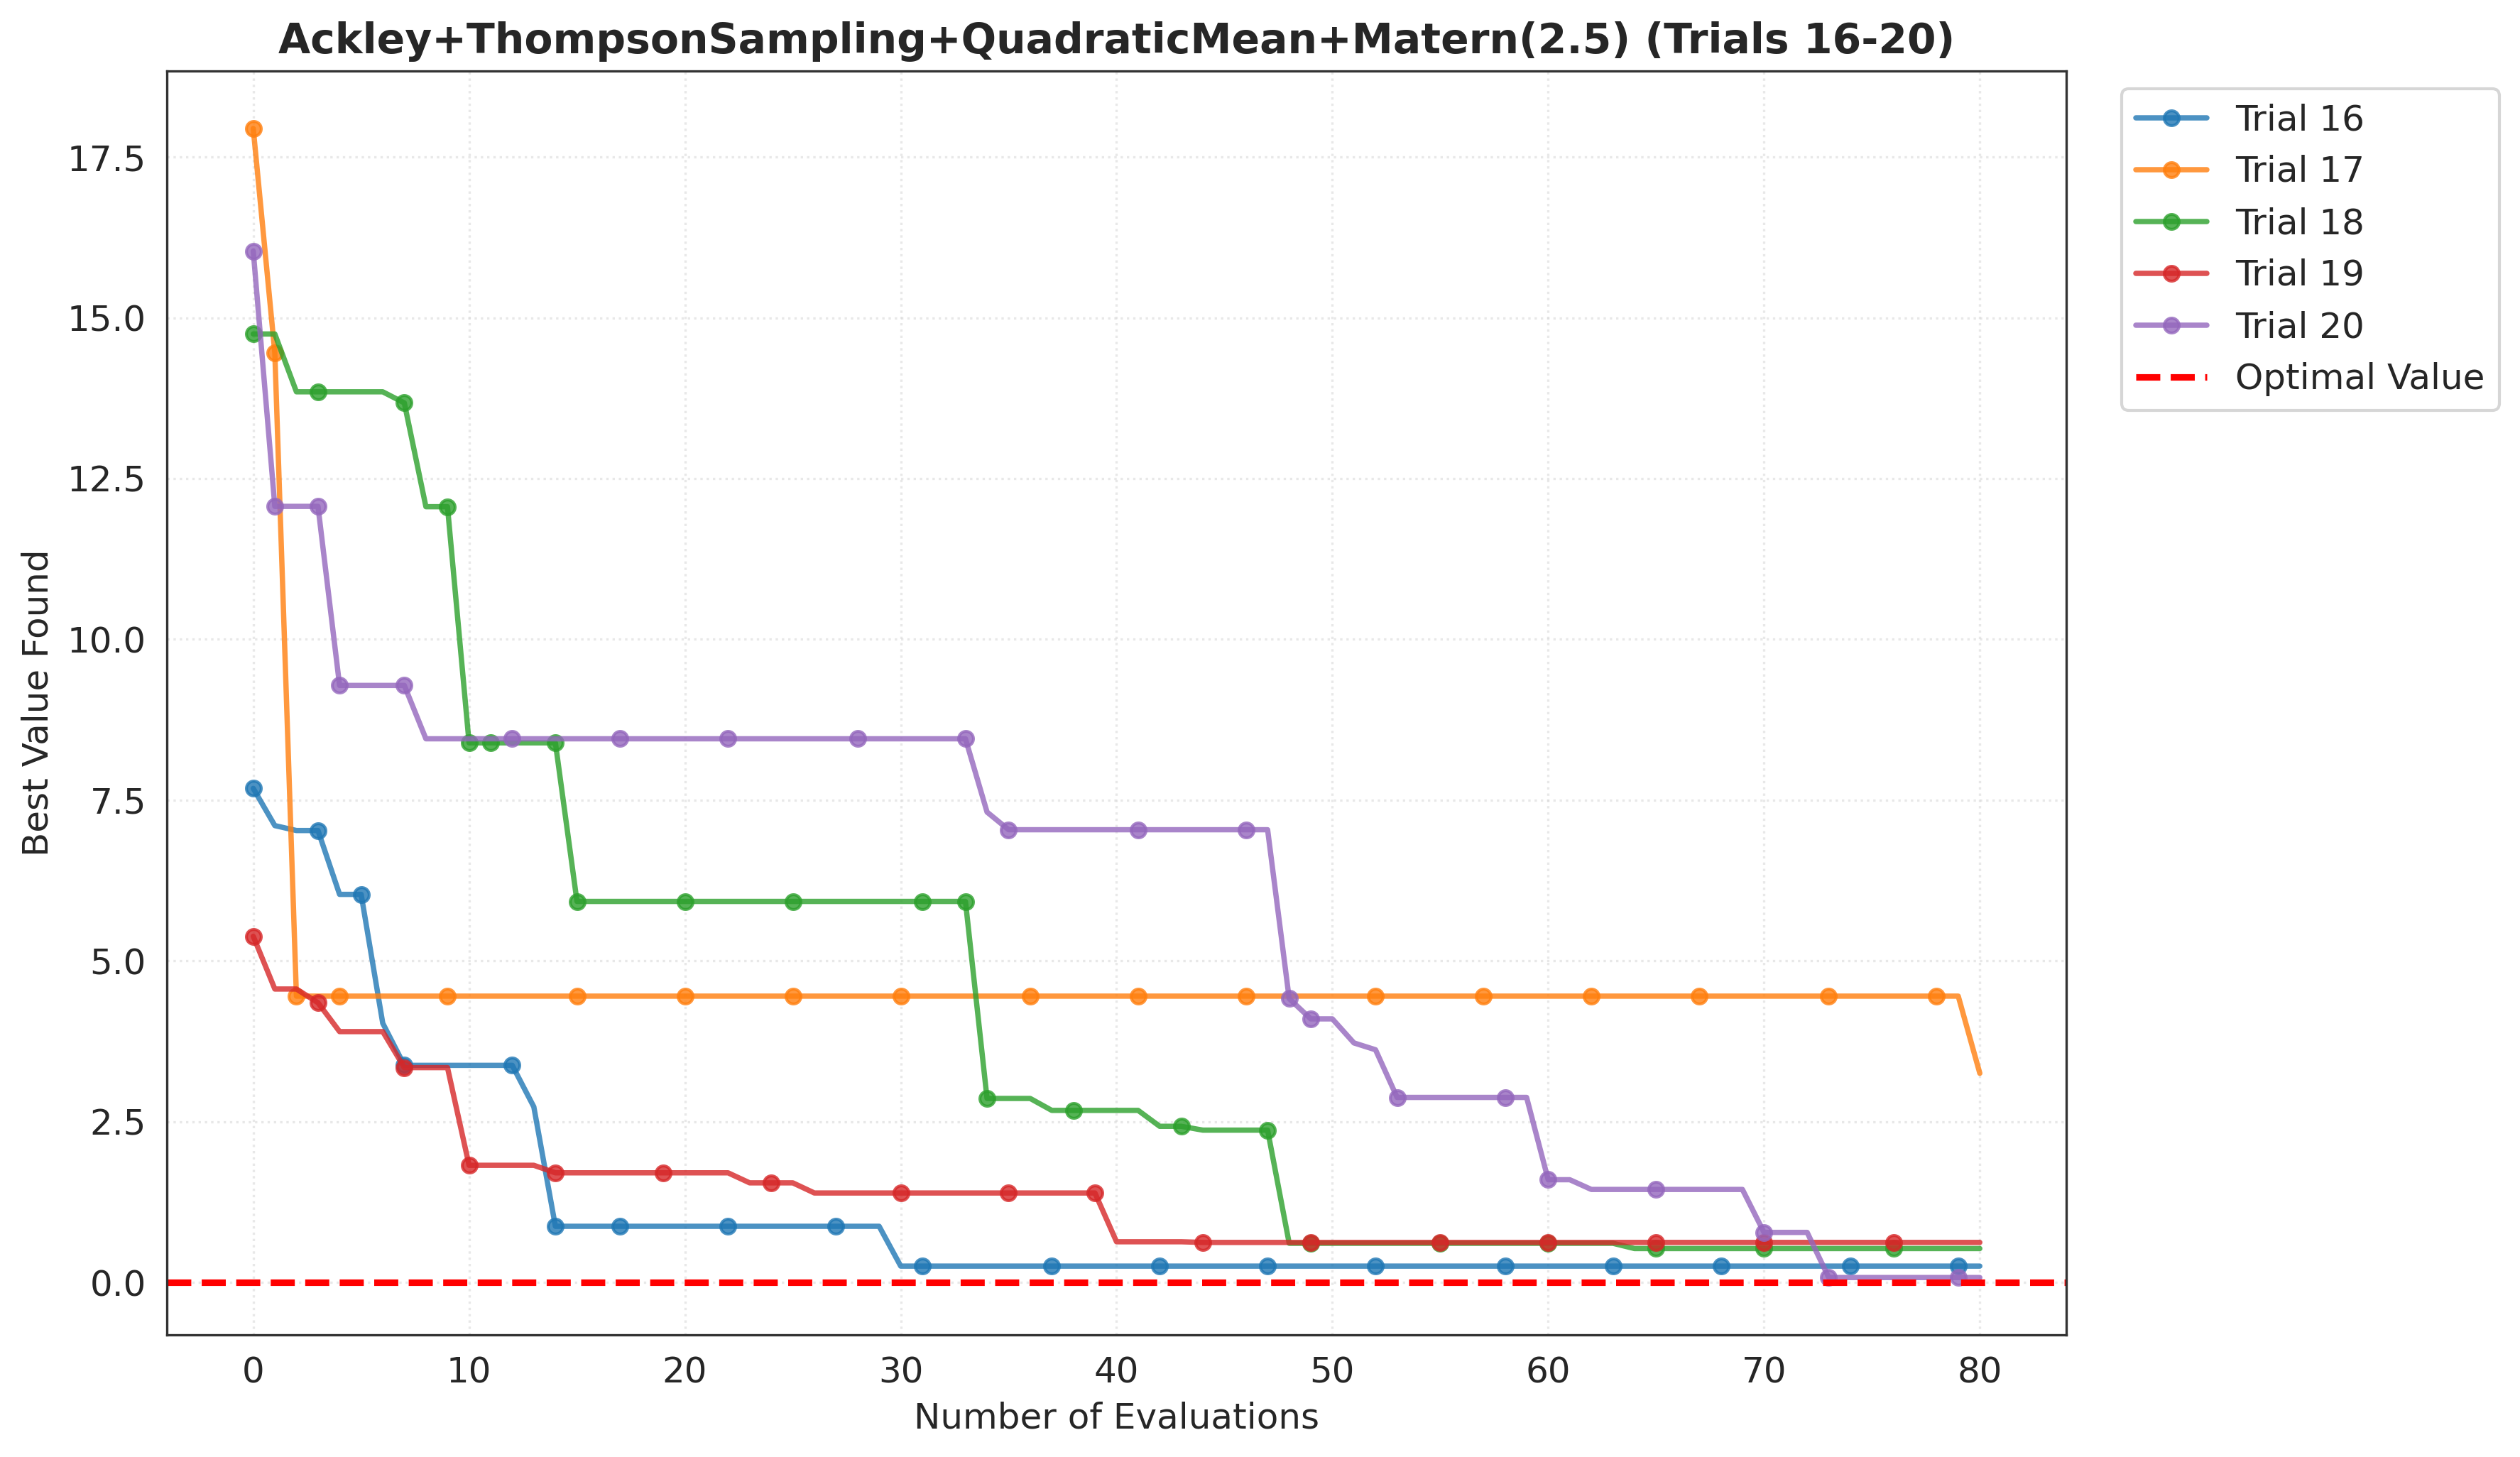 Ackley+ThompsonSampling+QuadraticMean+Matern(2.5) (Trials 16-20)
Trial 16
Trial 17
Trial 18
Trial 19
Trial 20
Optimal Value
Best Value Found
17.5
15.0
12.5
10.0
7.5
5.0
2.5
0.0
0 10 20 30 40 50 60 70 80
Number of Evaluations